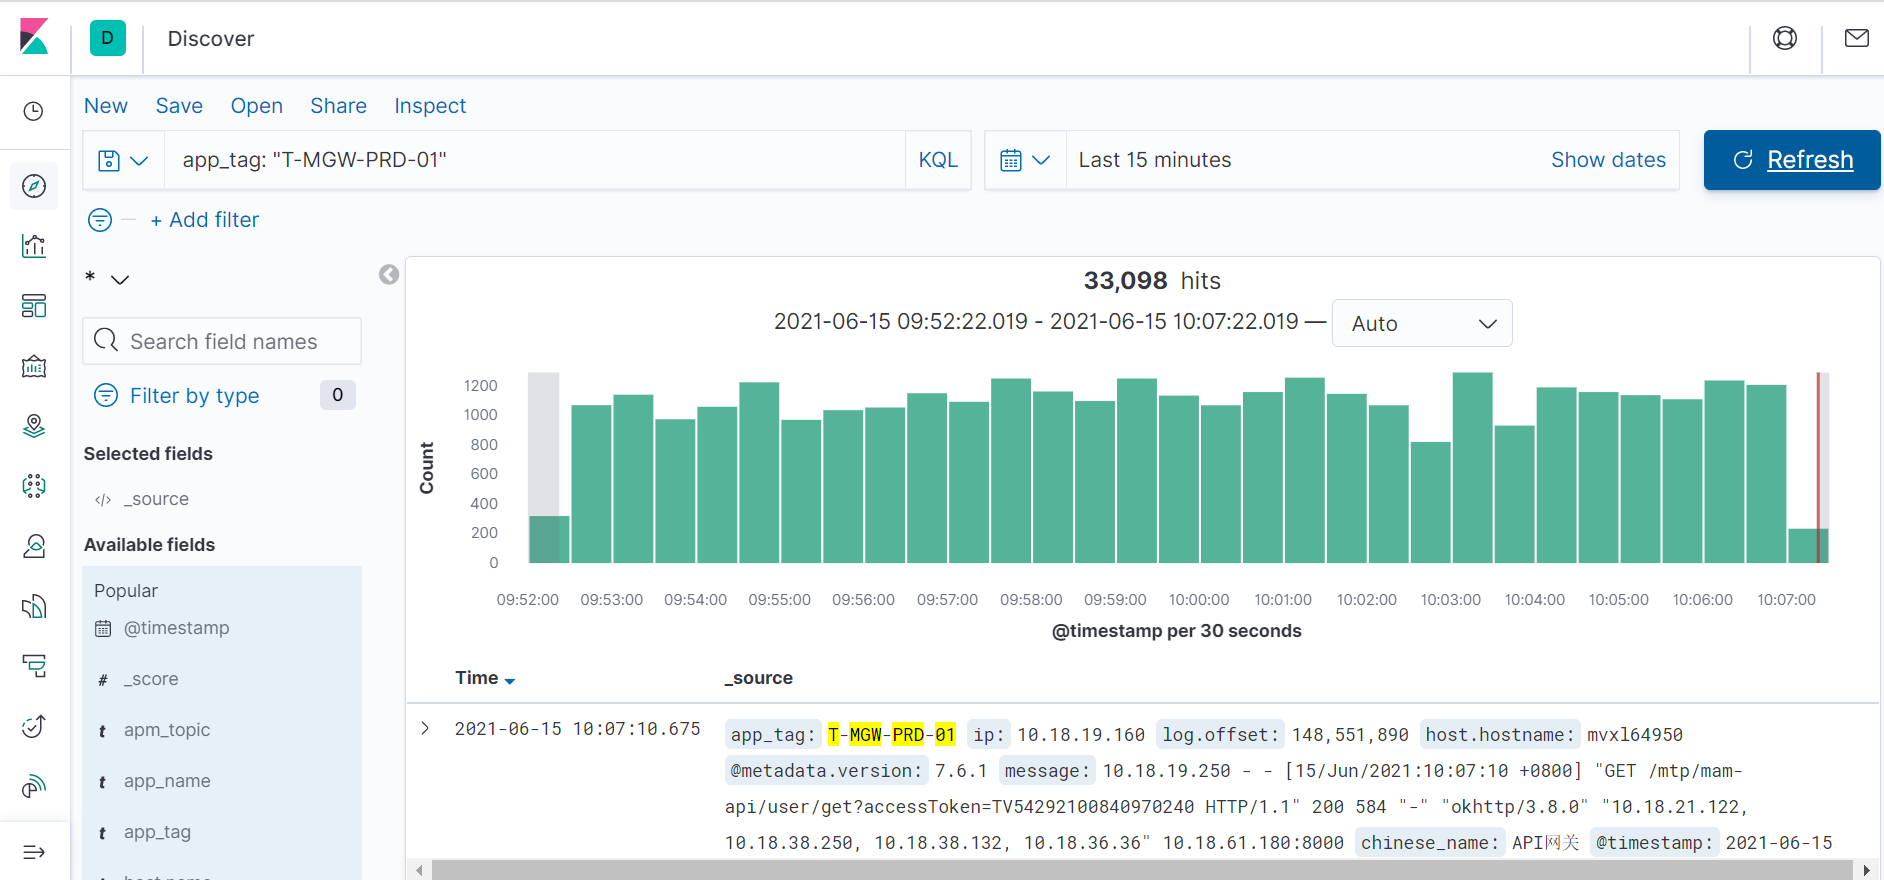 D Discover
New Save Open Share Inspect
app_tag: "T-MGW-PRD-01" KQL Last 15 minutes Show dates Refresh
+ Add filter
*
Search field names
Filter by type 0
Selected fields
</> _source
Available fields
Popular
@timestamp
# _score
t apm_topic
t app_name
t app_tag
33,098 hits
2021-06-15 09:52:22.019 - 2021-06-15 10:07:22.019 — Auto
Count
1200
1000
800
600
400
200
0
09:52:00 09:53:00 09:54:00 09:55:00 09:56:00 09:57:00 09:58:00 09:59:00 10:00:00 10:01:00 10:02:00 10:03:00 10:04:00 10:05:00 10:06:00 10:07:00
@timestamp per 30 seconds
Time _source
2021-06-15 10:07:10.675 app_tag: T-MGW-PRD-01 ip: 10.18.19.160 log.offset: 148,551,890 host.hostname: mvxl64950
@metadata.version: 7.6.1 message: 10.18.19.250 - - [15/Jun/2021:10:07:10 +0800] "GET /mtp/mam-
api/user/get?accessToken=TV54292100840970240 HTTP/1.1" 200 584 "-" "okhttp/3.8.0" "10.18.21.122,
10.18.38.250, 10.18.38.132, 10.18.36.36" 10.18.61.180:8000 chinese_name: API网关 @timestamp: 2021-06-15